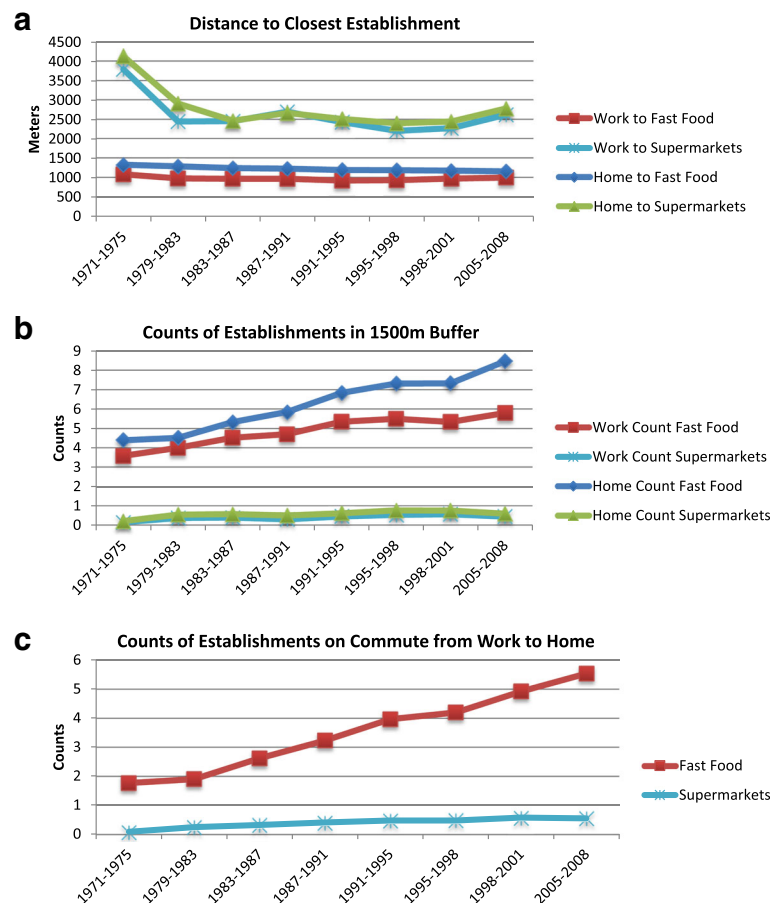 a
Distance to Closest Establishment
4500
4000
3500
3000
2500
2000
1500
1000
500
0
Meters
1971-1975
1979-1983
1983-1987
1987-1991
1991-1995
1995-1998
1998-2001
2005-2008
Work to Fast Food
Work to Supermarkets
Home to Fast Food
Home to Supermarkets
b
Counts of Establishments in 1500m Buffer
9
8
7
6
5
4
3
2
1
0
Counts
1971-1975
1979-1983
1983-1987
1987-1991
1991-1995
1995-1998
1998-2001
2005-2008
Work Count Fast Food
Work Count Supermarkets
Home Count Fast Food
Home Count Supermarkets
c
Counts of Establishments on Commute from Work to Home
6
5
4
3
2
1
0
Counts
1971-1975
1979-1983
1983-1987
1987-1991
1991-1995
1995-1998
1998-2001
2005-2008
Fast Food
Supermarkets